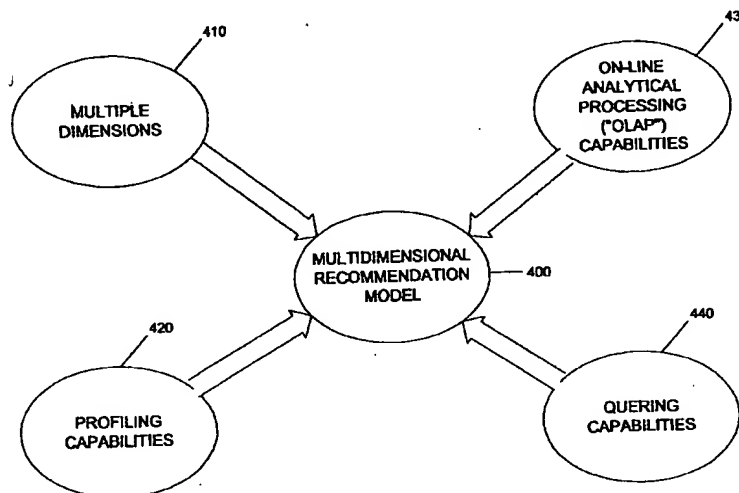 410
MULTIPLE
DIMENSIONS
43
ON-LINE
ANALYTICAL
PROCESSING
("OLAP")
CAPABILITIES
MULTIDIMENSIONAL
RECOMMENDATION
MODEL
400
420
PROFILING
CAPABILITIES
440
QUERING
CAPABILITIES